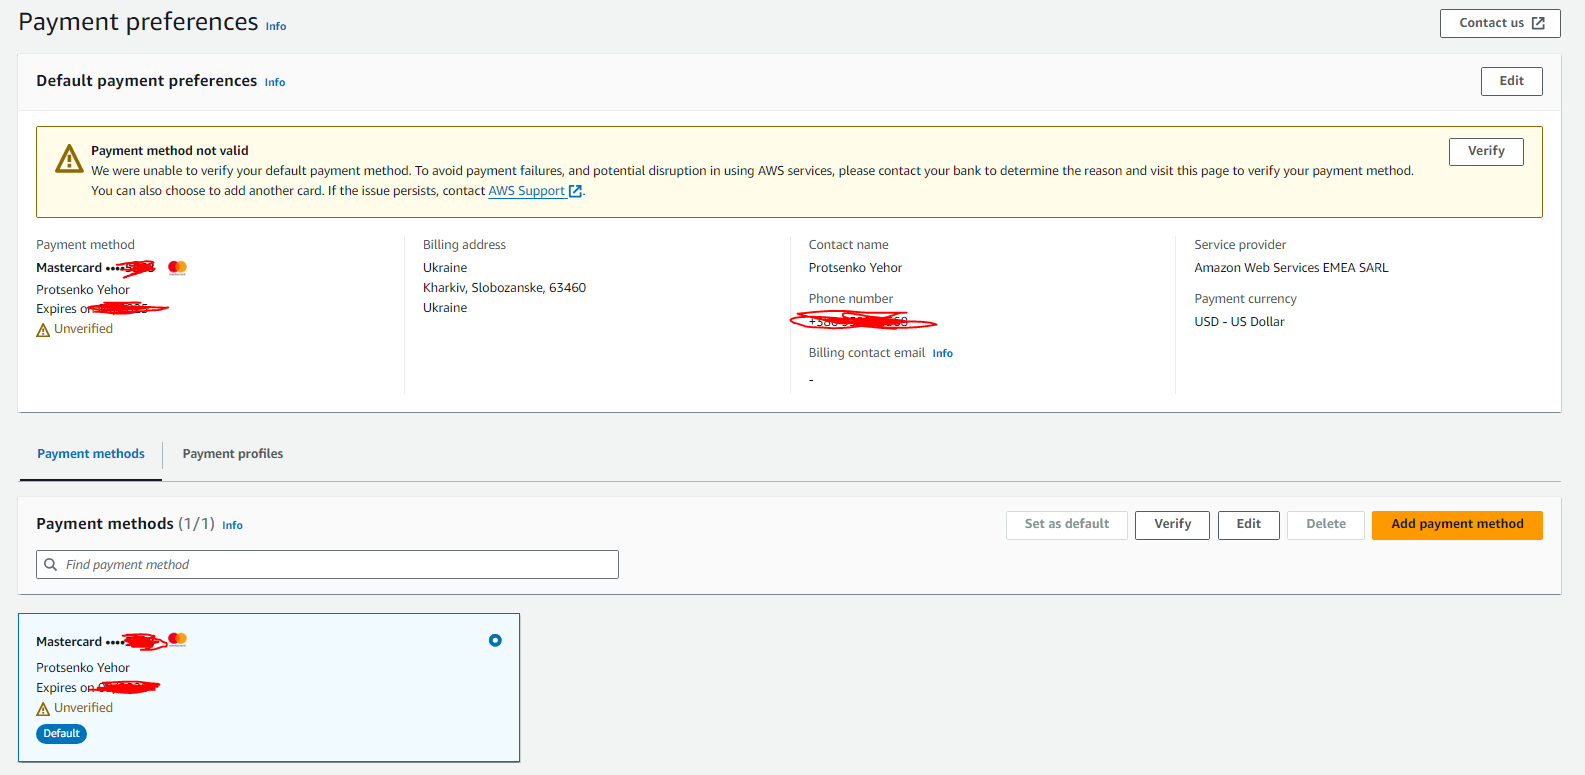 Payment preferences Info
Contact us
Default payment preferences Info
Edit
Payment method not valid
We were unable to verify your default payment method. To avoid payment failures, and potential disruption in using AWS services, please contact your bank to determine the reason and visit this page to verify your payment method.
You can also choose to add another card. If the issue persists, contact AWS Support.
Verify
Payment method
Mastercard ••••
Protsenko Yehor
Expires on
Unverified
Billing address
Ukraine
Kharkiv, Slobozanske, 63460
Ukraine
Contact name
Protsenko Yehor
Phone number
Billing contact email Info
-
Service provider
Amazon Web Services EMEA SARL
Payment currency
USD - US Dollar
Payment methods
Payment profiles
Payment methods (1/1) Info
Set as default
Verify
Edit
Delete
Add payment method
Find payment method
Mastercard ••••
Protsenko Yehor
Expires on
Unverified
Default